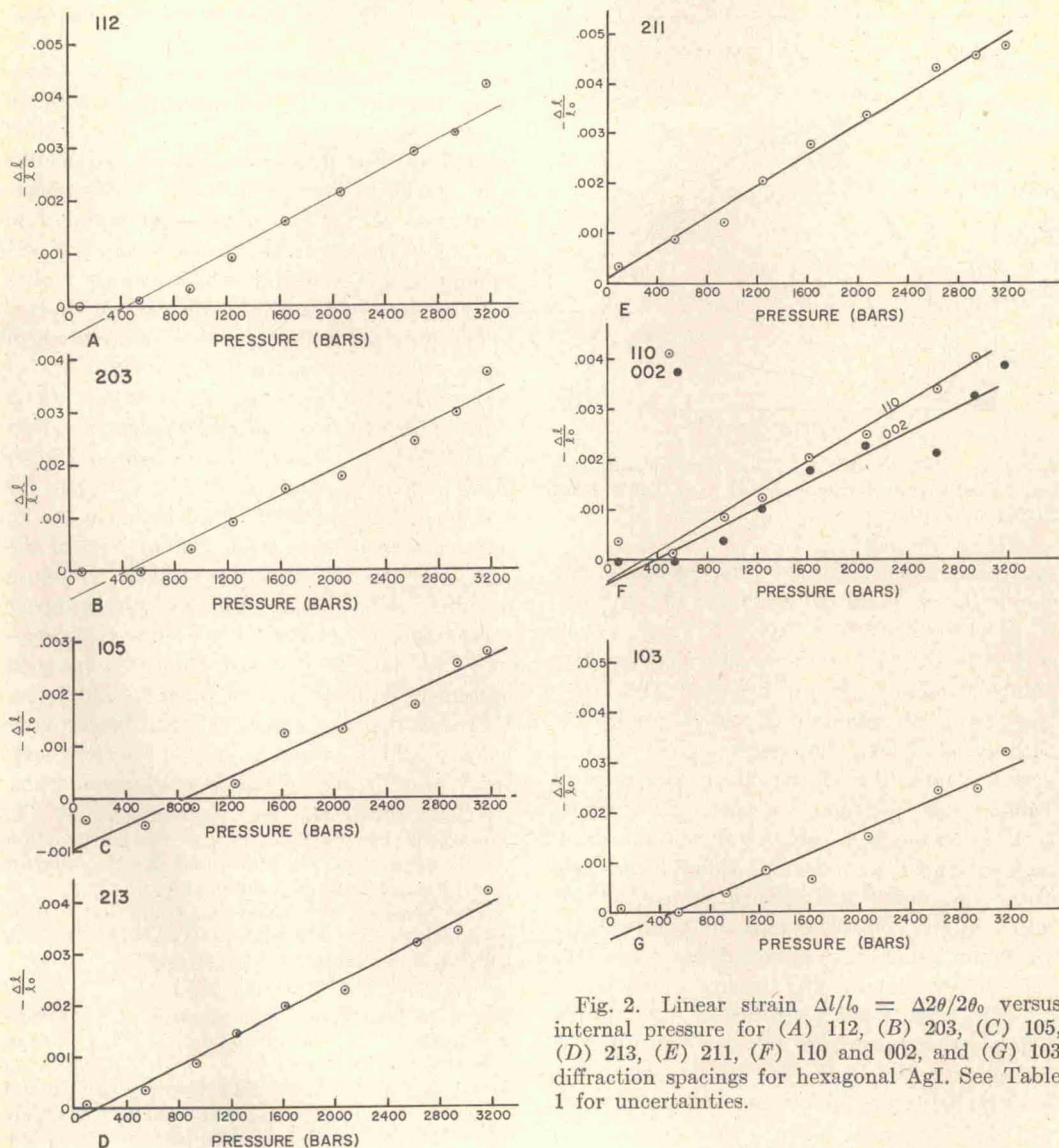 112
.005
.004
.003
.002
.001
0
- Δl/l₀
0 400 800 1200 1600 2000 2400 2800 3200
A PRESSURE (BARS)
203
.004
.003
.002
.001
0
- Δl/l₀
0 400 800 1200 1600 2000 2400 2800 3200
B PRESSURE (BARS)
105
.003
.002
.001
0
-.001
- Δl/l₀
0 400 800 1200 1600 2000 2400 2800 3200
C PRESSURE (BARS)
213
.004
.003
.002
.001
0
- Δl/l₀
0 400 800 1200 1600 2000 2400 2800 3200
D PRESSURE (BARS)
211
.005
.004
.003
.002
.001
0
- Δl/l₀
0 400 800 1200 1600 2000 2400 2800 3200
E PRESSURE (BARS)
110 ⊙
002 ●
.004
.003
.002
.001
0
- Δl/l₀
110
002
0 400 800 1200 1600 2000 2400 2800 3200
F PRESSURE (BARS)
103
.005
.004
.003
.002
.001
0
- Δl/l₀
0 400 800 1200 1600 2000 2400 2800 3200
G PRESSURE (BARS)
Fig. 2. Linear strain Δl/l₀ = Δ2θ/2θ₀ versus
internal pressure for (A) 112, (B) 203, (C) 105,
(D) 213, (E) 211, (F) 110 and 002, and (G) 103
diffraction spacings for hexagonal AgI. See Table
1 for uncertainties.